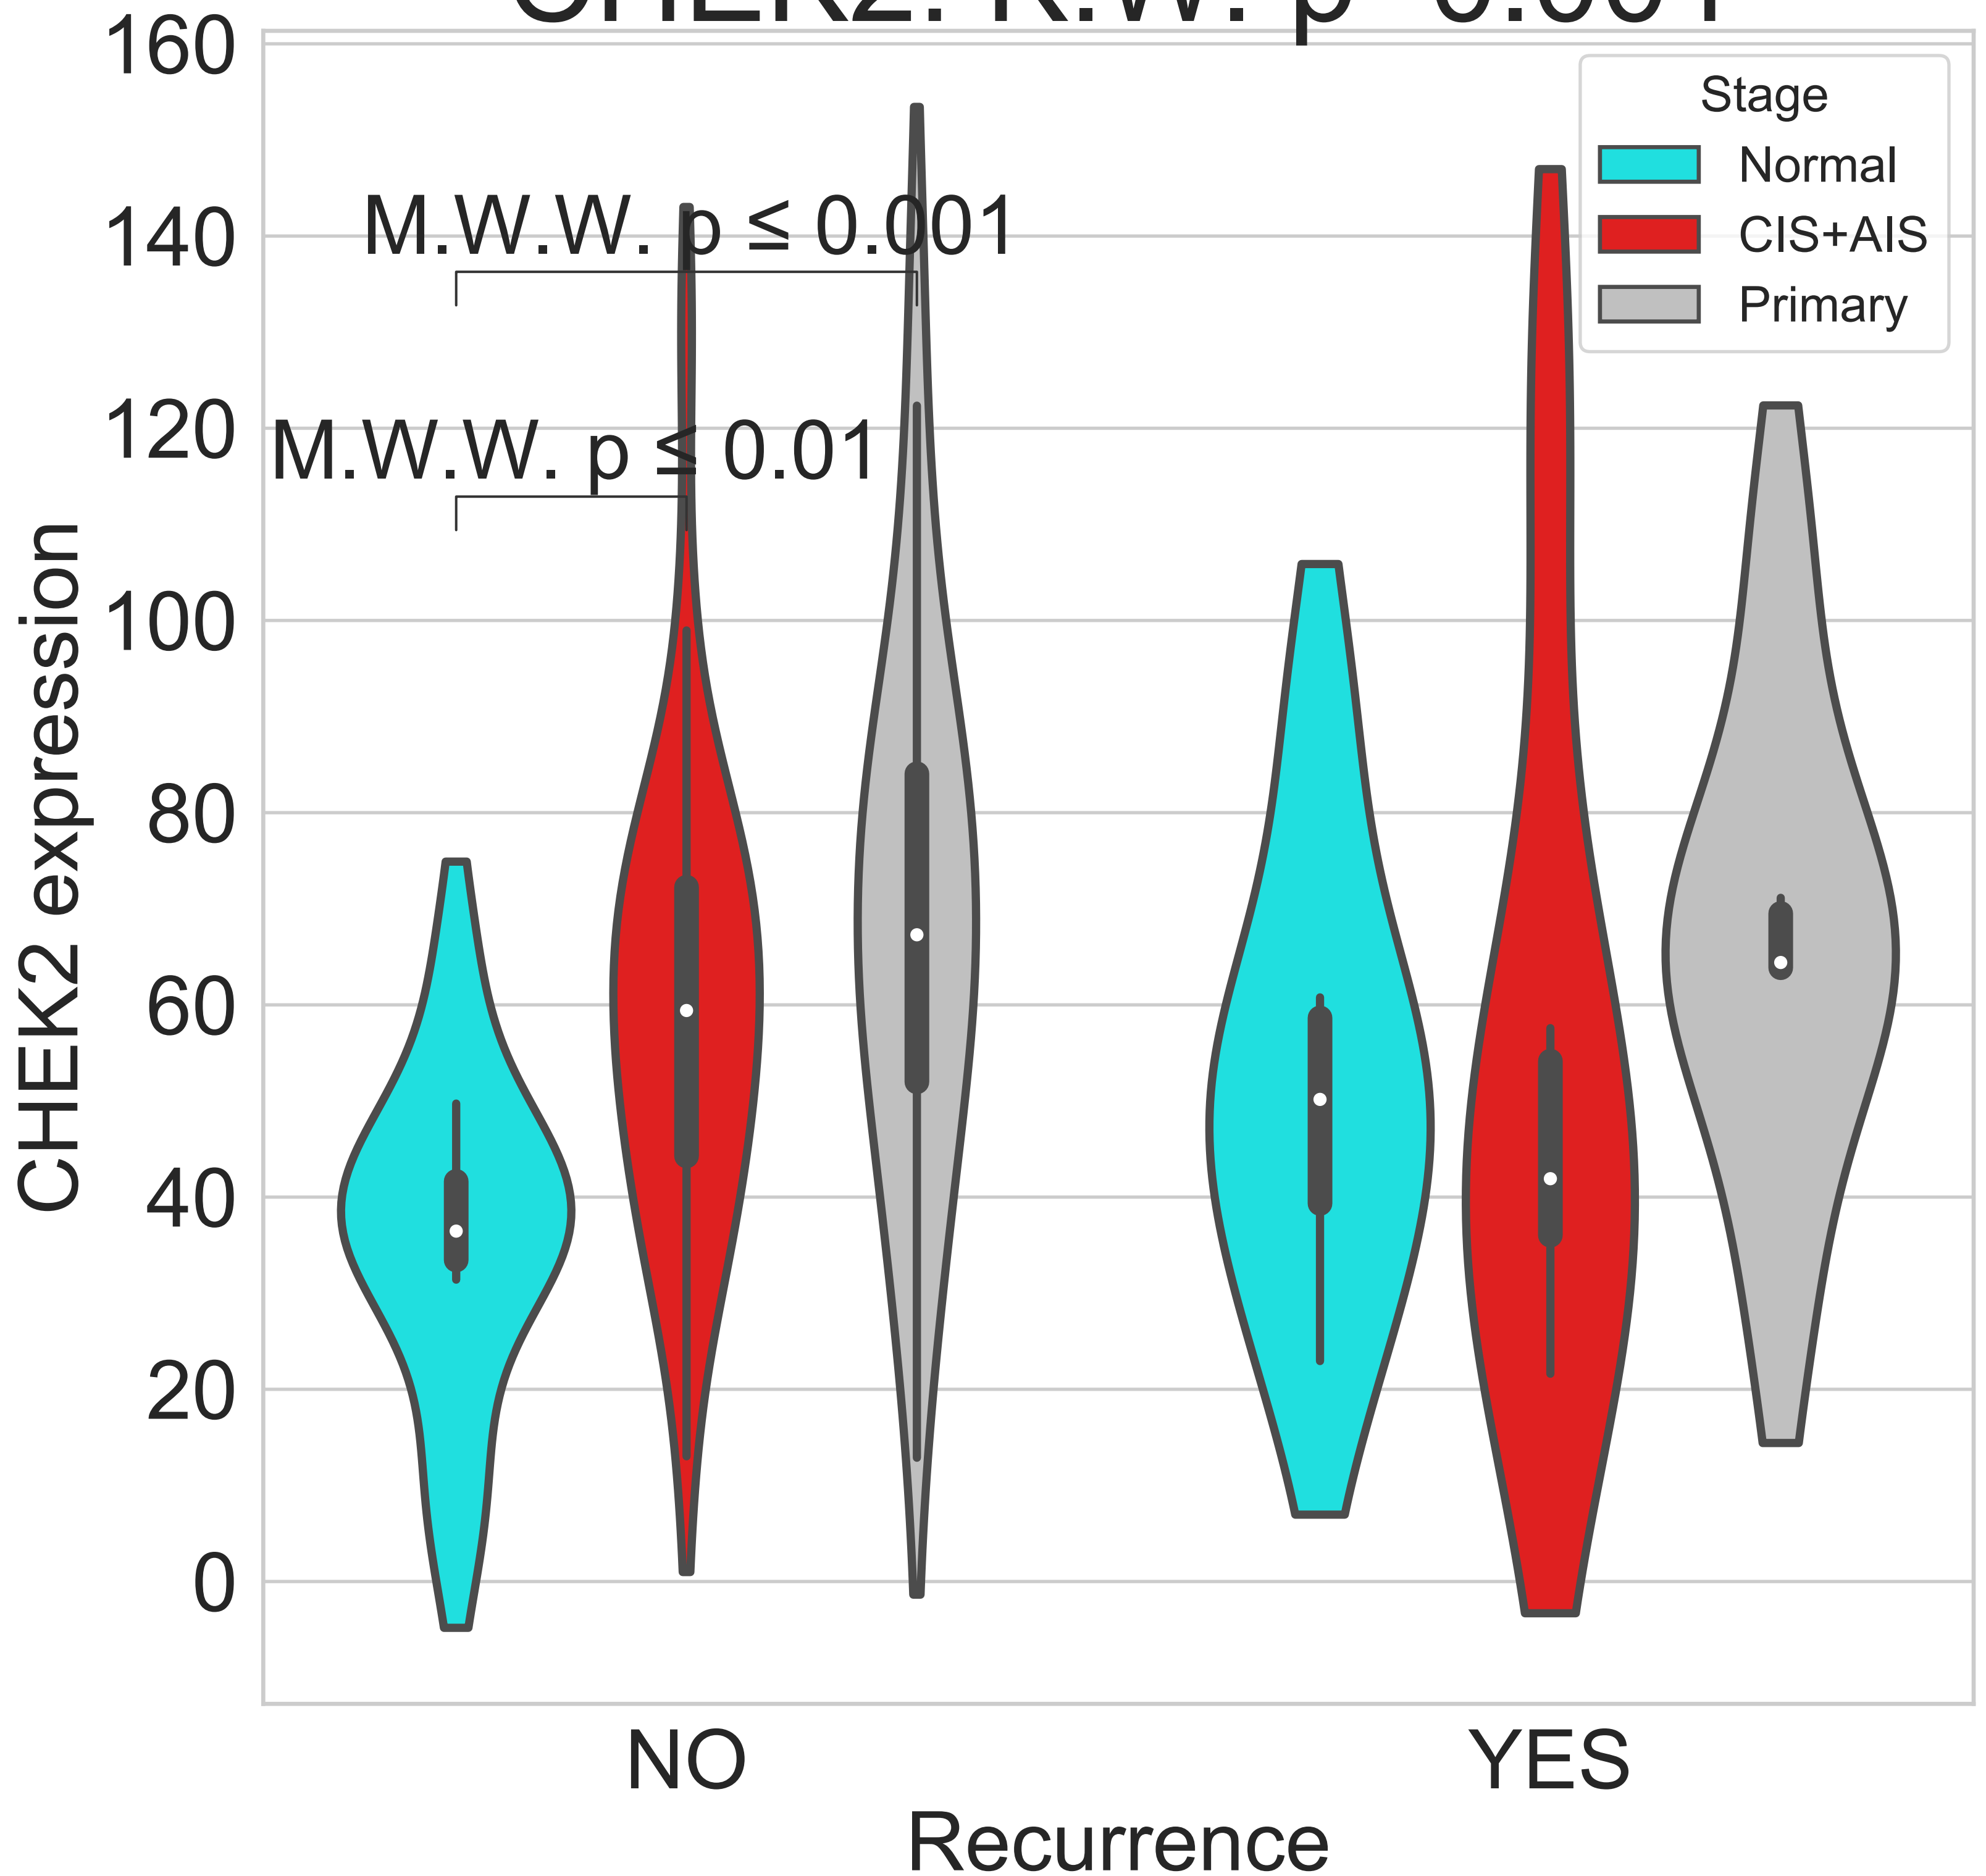 CHEK2: K.W. p
160
140
120
100
80
60
40
20
0
CHEK2 expression
M.W.W. p ≤ 0.001
M.W.W. p ≤ 0.01
Stage
Normal
CIS+AIS
Primary
NO
YES
Recurrence